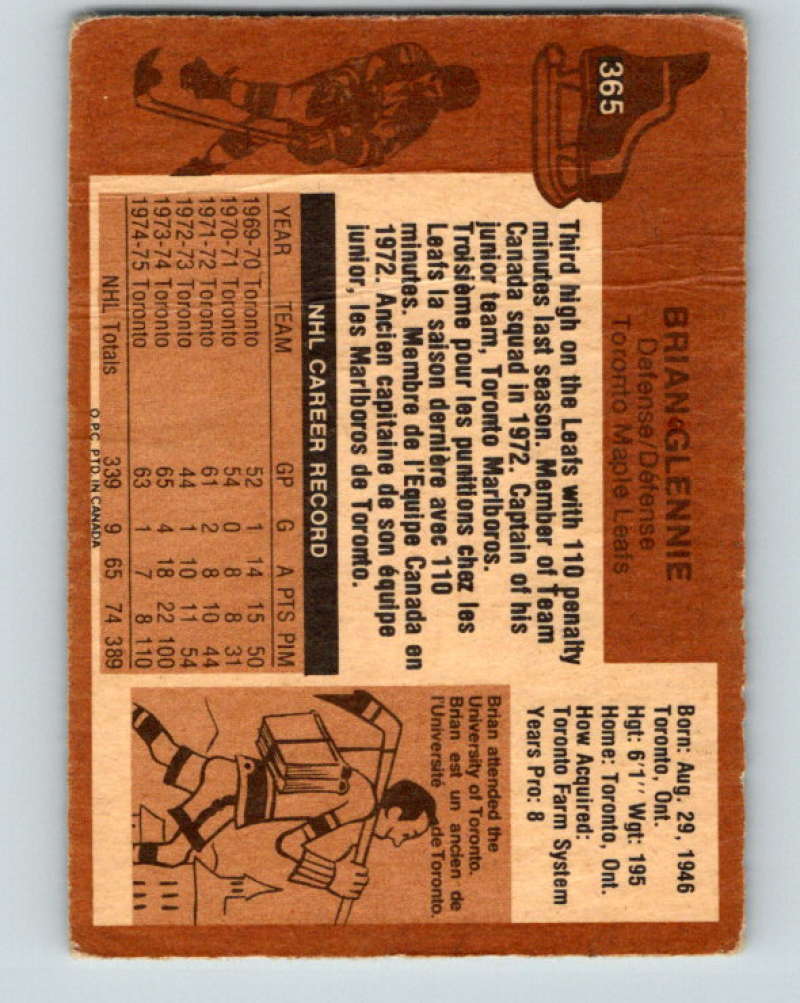 365
BRIAN GLENNIE
Defense/Défense
Toronto Maple Leafs
Third high on the Leafs with 110 penalty
minutes last season. Member of Team
Canada squad in 1972. Captain of his
junior team, Toronto Marlboros.
Troisième pour les punitions chez les
Leafs la saison dernière avec 110
minutes. Membre de l'Equipe Canada en
1972. Ancien capitaine de son équipe
junior, les Marlboros de Toronto.
NHL CAREER RECORD
YEAR TEAM GP G A PTS PIM
1969-70 Toronto 52 1 14 15 50
1970-71 Toronto 54 0 8 8 31
1971-72 Toronto 61 2 8 10 44
1972-73 Toronto 44 1 10 11 54
1973-74 Toronto 65 4 18 22 100
1974-75 Toronto 63 1 7 8 110
NHL Totals 339 9 65 74 389
O.P.C. PTD. IN CANADA
Born: Aug. 29, 1946
Toronto, Ont.
Hgt: 6'1'' Wgt: 195
Home: Toronto, Ont.
How Acquired:
Toronto Farm System
Years Pro: 8
Brian attended the
University of Toronto.
Brian est un ancien de
l'Université de Toronto.